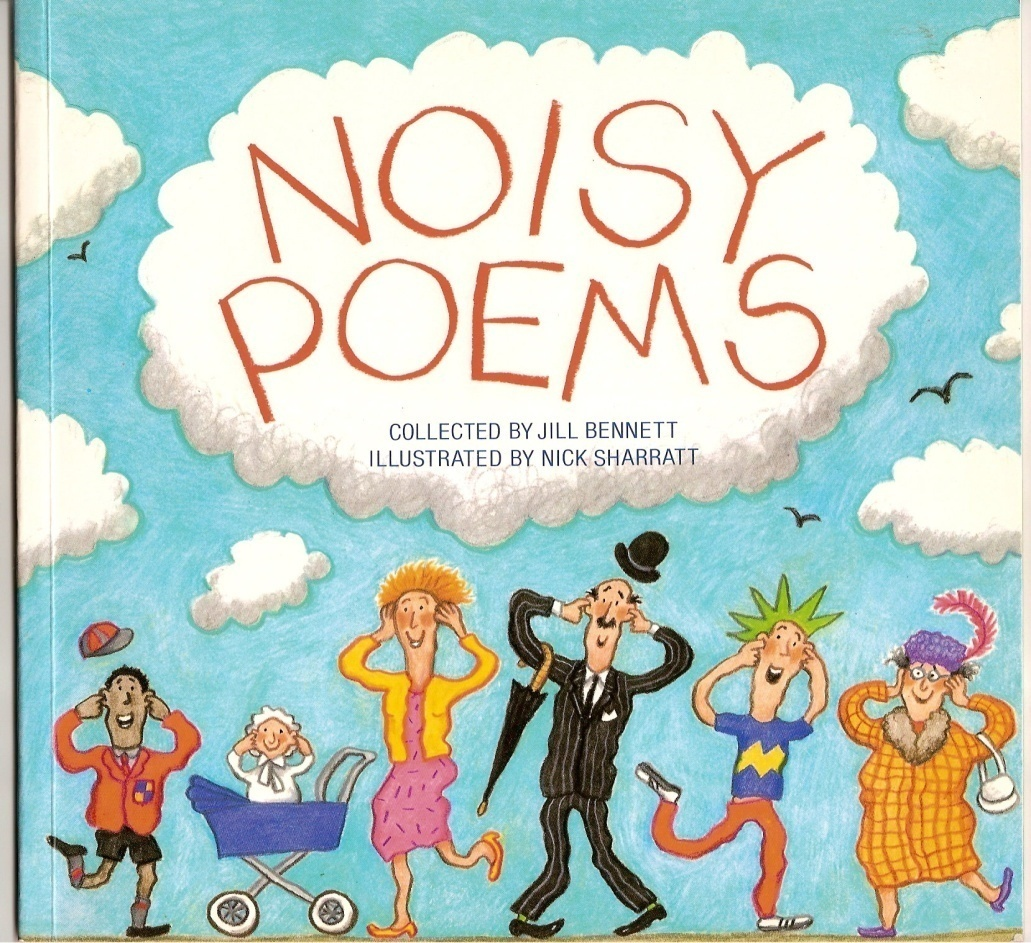 NOISY
POEMS
COLLECTED BY JILL BENNETT
ILLUSTRATED BY NICK SHARRATT